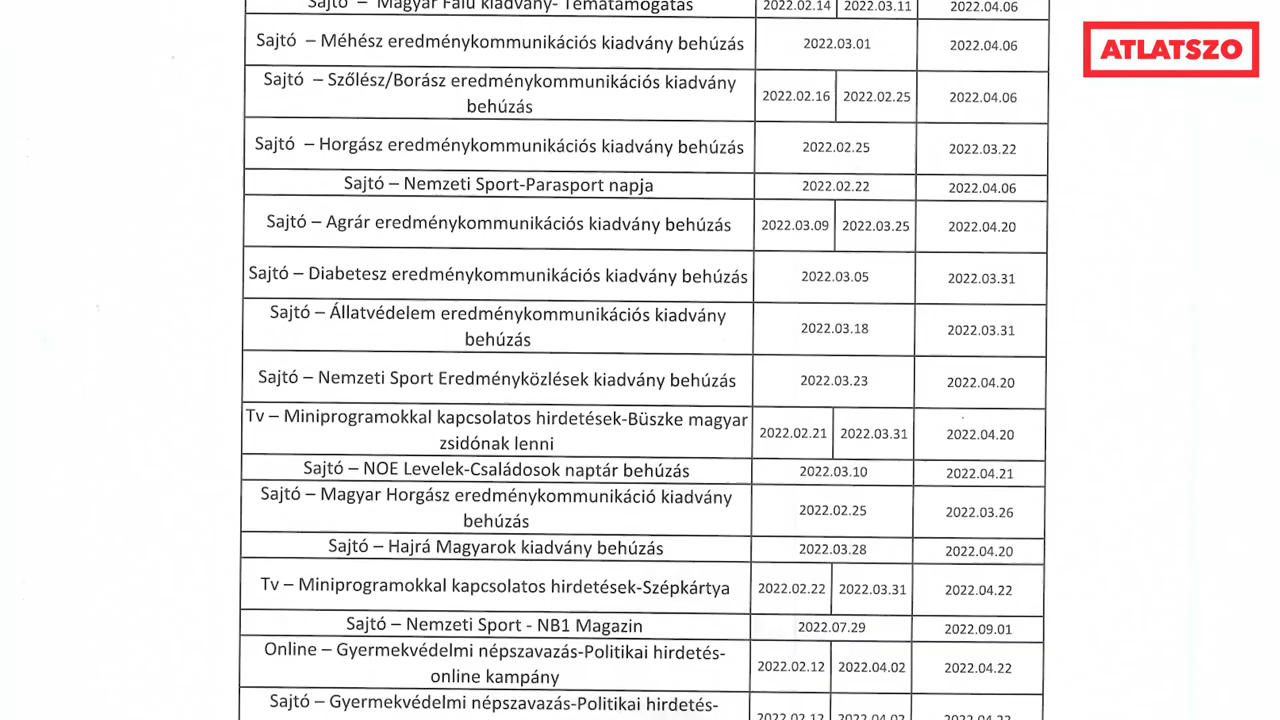 Sajtó – Magyar Falu kiadvány- Tematámogatás 2022.02.14 2022.03.11 2022.04.06
ATLATSZO
Sajtó – Méhész eredménykommunikációs kiadvány behúzás 2022.03.01 2022.04.06
Sajtó – Szőlész/Borász eredménykommunikációs kiadvány
behúzás 2022.02.16 2022.02.25 2022.04.06
Sajtó – Horgász eredménykommunikációs kiadvány behúzás 2022.02.25 2022.03.22
Sajtó – Nemzeti Sport-Parasport napja 2022.02.22 2022.04.06
Sajtó – Agrár eredménykommunikációs kiadvány behúzás 2022.03.09 2022.03.25 2022.04.20
Sajtó – Diabetesz eredménykommunikációs kiadvány behúzás 2022.03.05 2022.03.31
Sajtó – Állatvédelem eredménykommunikációs kiadvány
behúzás 2022.03.18 2022.03.31
Sajtó – Nemzeti Sport Eredményközlések kiadvány behúzás 2022.03.23 2022.04.20
Tv – Miniprogramokkal kapcsolatos hirdetések-Büszke magyar
zsidónak lenni 2022.02.21 2022.03.31 2022.04.20
Sajtó – NOE Levelek-Családosok naptár behúzás 2022.03.10 2022.04.21
Sajtó – Magyar Horgász eredménykommunikáció kiadvány
behúzás 2022.02.25 2022.03.26
Sajtó – Hajrá Magyarok kiadvány behúzás 2022.03.28 2022.04.20
Tv – Miniprogramokkal kapcsolatos hirdetések-Szépkártya 2022.02.22 2022.03.31 2022.04.22
Sajtó – Nemzeti Sport - NB1 Magazin 2022.07.29 2022.09.01
Online – Gyermekvédelmi népszavazás-Politikai hirdetés-
online kampány 2022.02.12 2022.04.02 2022.04.22
Sajtó – Gyermekvédelmi népszavazás-Politikai hirdetés-
2022.02.12 2022.04.02 2022.04.22